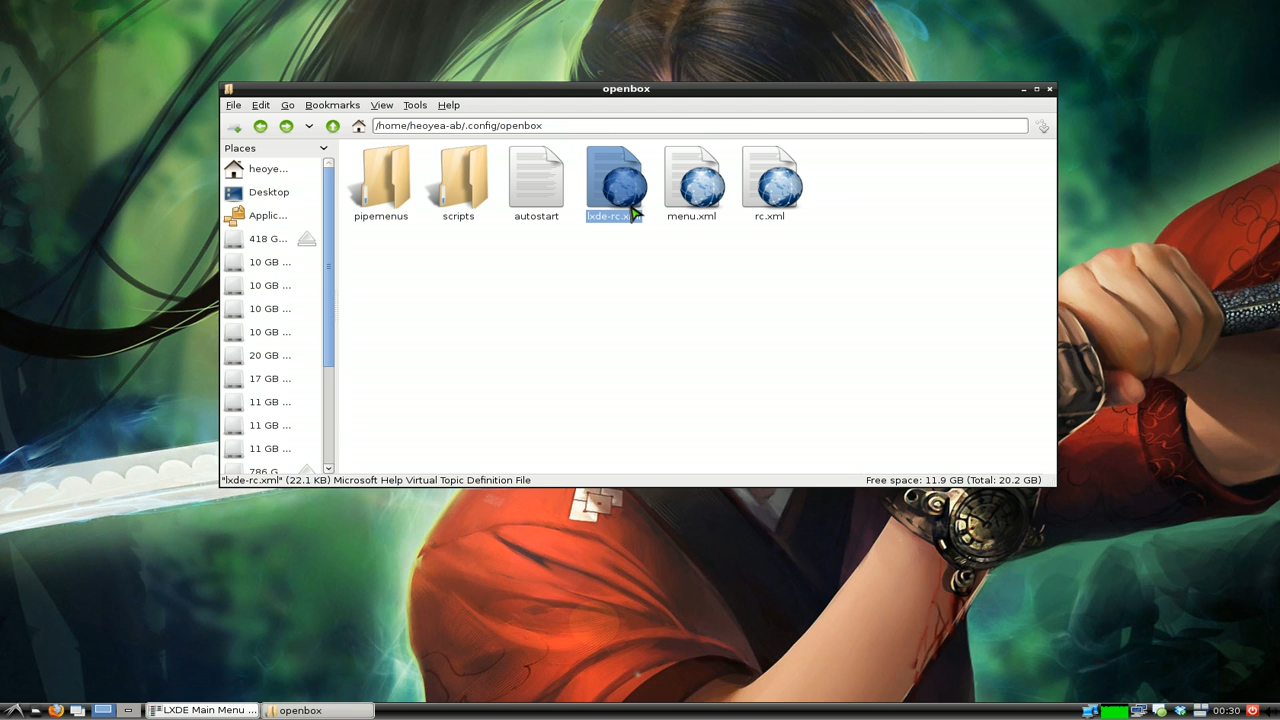 openbox
File Edit Go Bookmarks View Tools Help
/home/heoyea-ab/.config/openbox
Places
heoye...
Desktop
Applic...
418 G...
10 GB ...
10 GB ...
10 GB ...
10 GB ...
20 GB ...
17 GB ...
11 GB ...
11 GB ...
11 GB ...
786 G
pipemenus
scripts
autostart
lxde-rc.xml
menu.xml
rc.xml
"lxde-rc.xml" (22.1 KB) Microsoft Help Virtual Topic Definition File
Free space: 11.9 GB (Total: 20.2 GB)
LXDE Main Menu ...
openbox
00:30